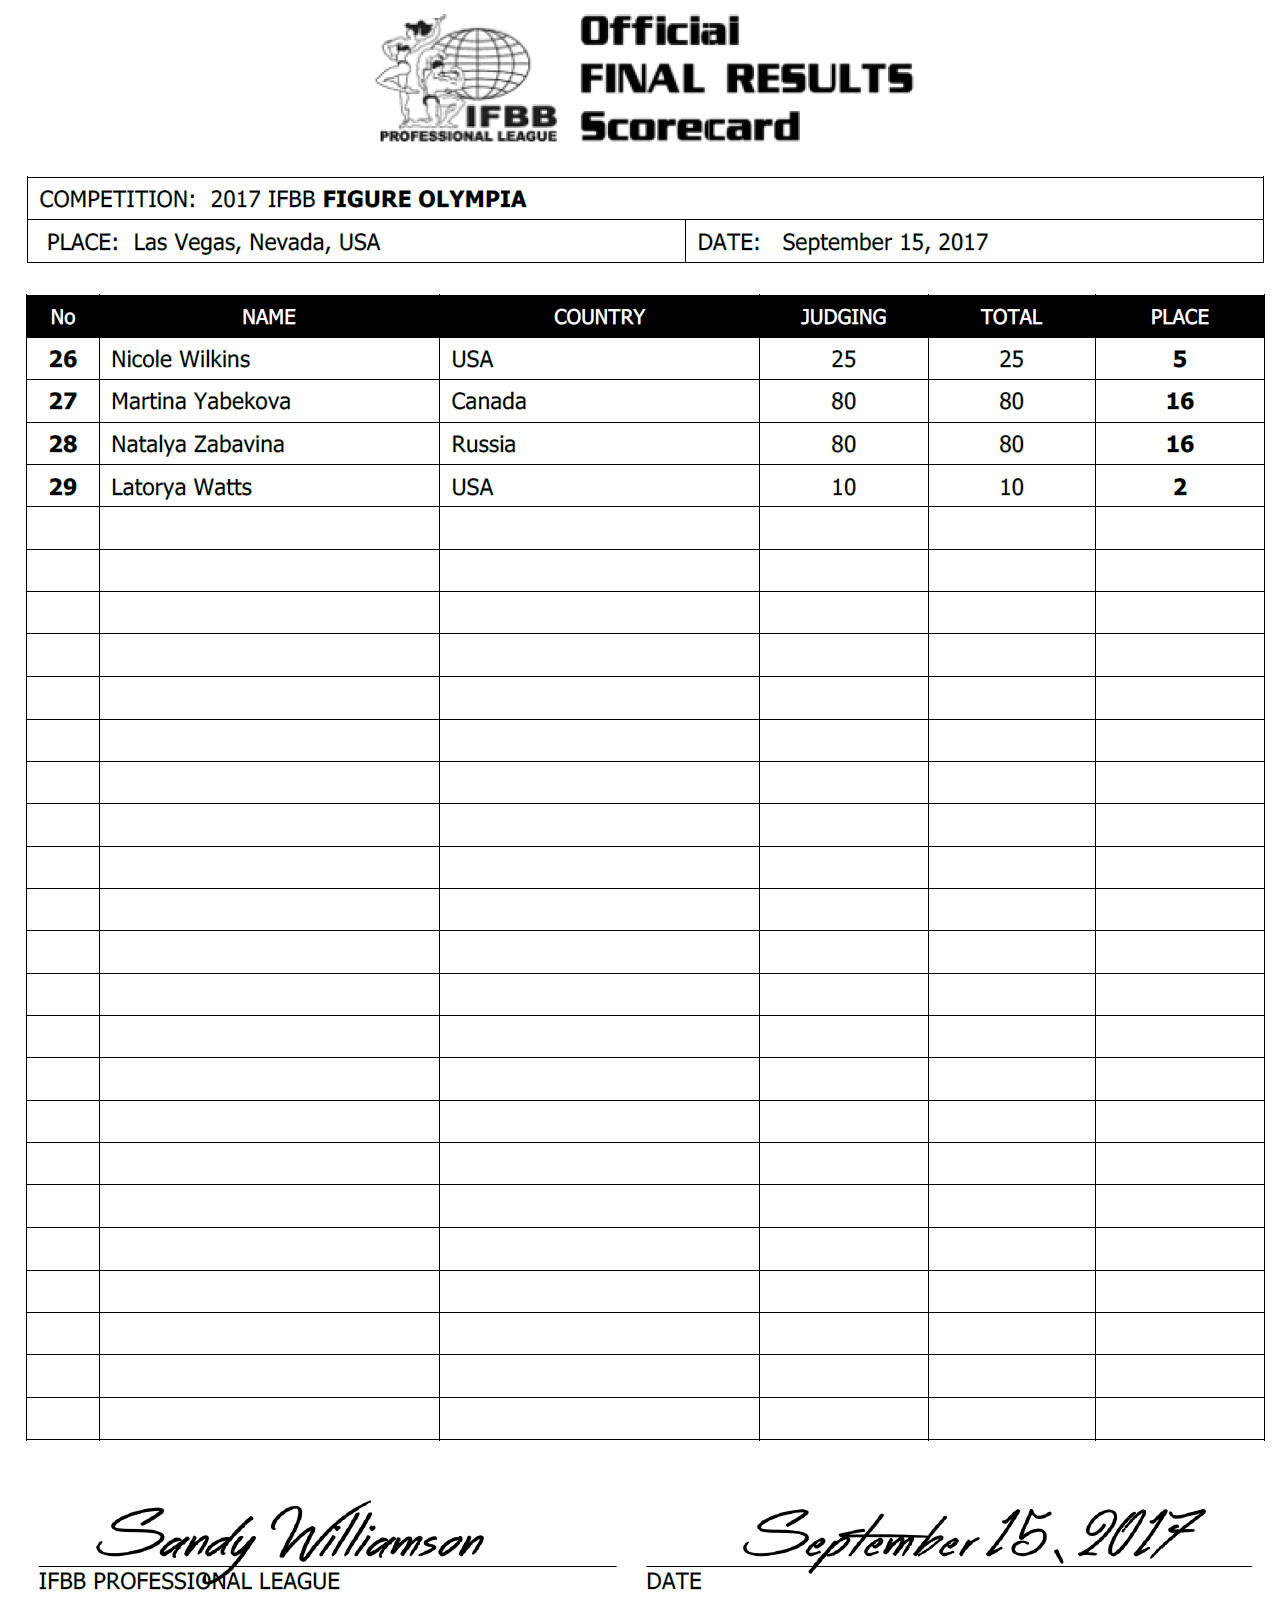 Official
FINAL RESULTS
Scorecard
IFBB
PROFESSIONAL LEAGUE
COMPETITION: 2017 IFBB FIGURE OLYMPIA
PLACE: Las Vegas, Nevada, USA DATE: September 15, 2017
No NAME COUNTRY JUDGING TOTAL PLACE
26 Nicole Wilkins USA 25 25 5
27 Martina Yabekova Canada 80 80 16
28 Natalya Zabavina Russia 80 80 16
29 Latorya Watts USA 10 10 2
Sandy Williamson September 15, 2017
IFBB PROFESSIONAL LEAGUE DATE